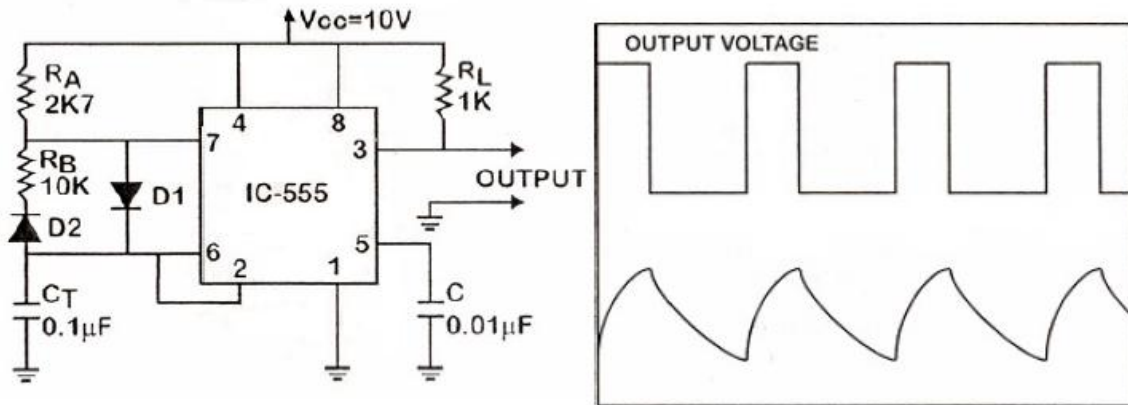 Vcc=10V
RA
2K7
RB
10K
D2
D1
CT
0.1µF
7
4
8
3
IC-555
6
2
1
5
RL
1K
OUTPUT
C
0.01µF
OUTPUT VOLTAGE